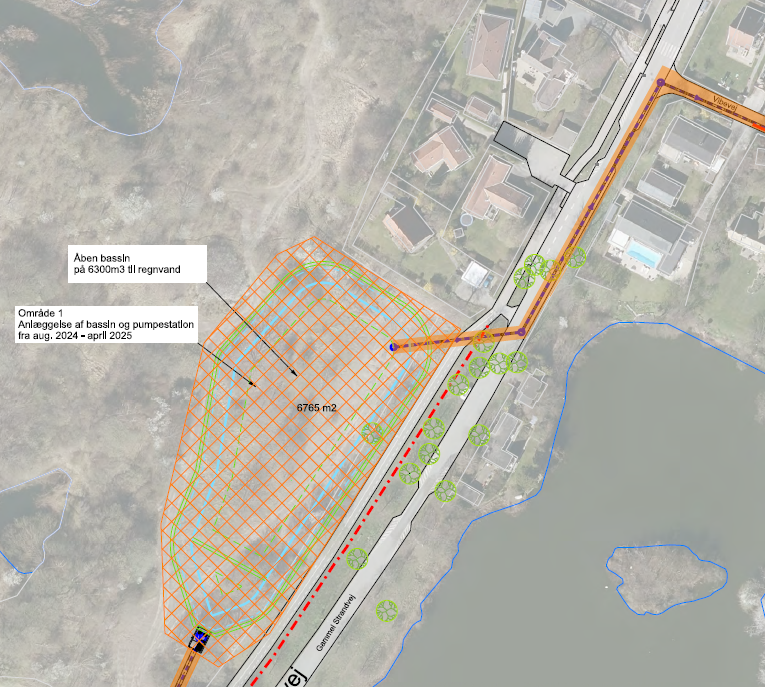 Åben bassin
på 6300m3 til regnvand
Område 1
Anlæggelse af bassin og pumpestation
fra aug. 2024 - april 2025
6765 m2
Vibevej
Gammel Strandvej
vej